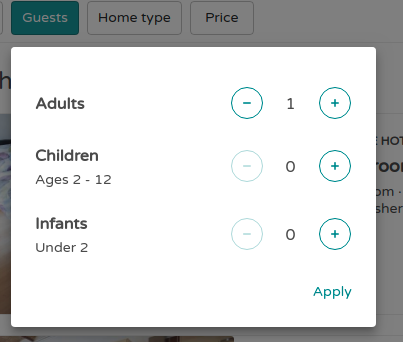 Guests Home type Price
h
Adults − 1 +
E HOT
Children − 0 +
Ages 2 - 12
roor
om ·
sher
Infants − 0 +
Under 2
Apply